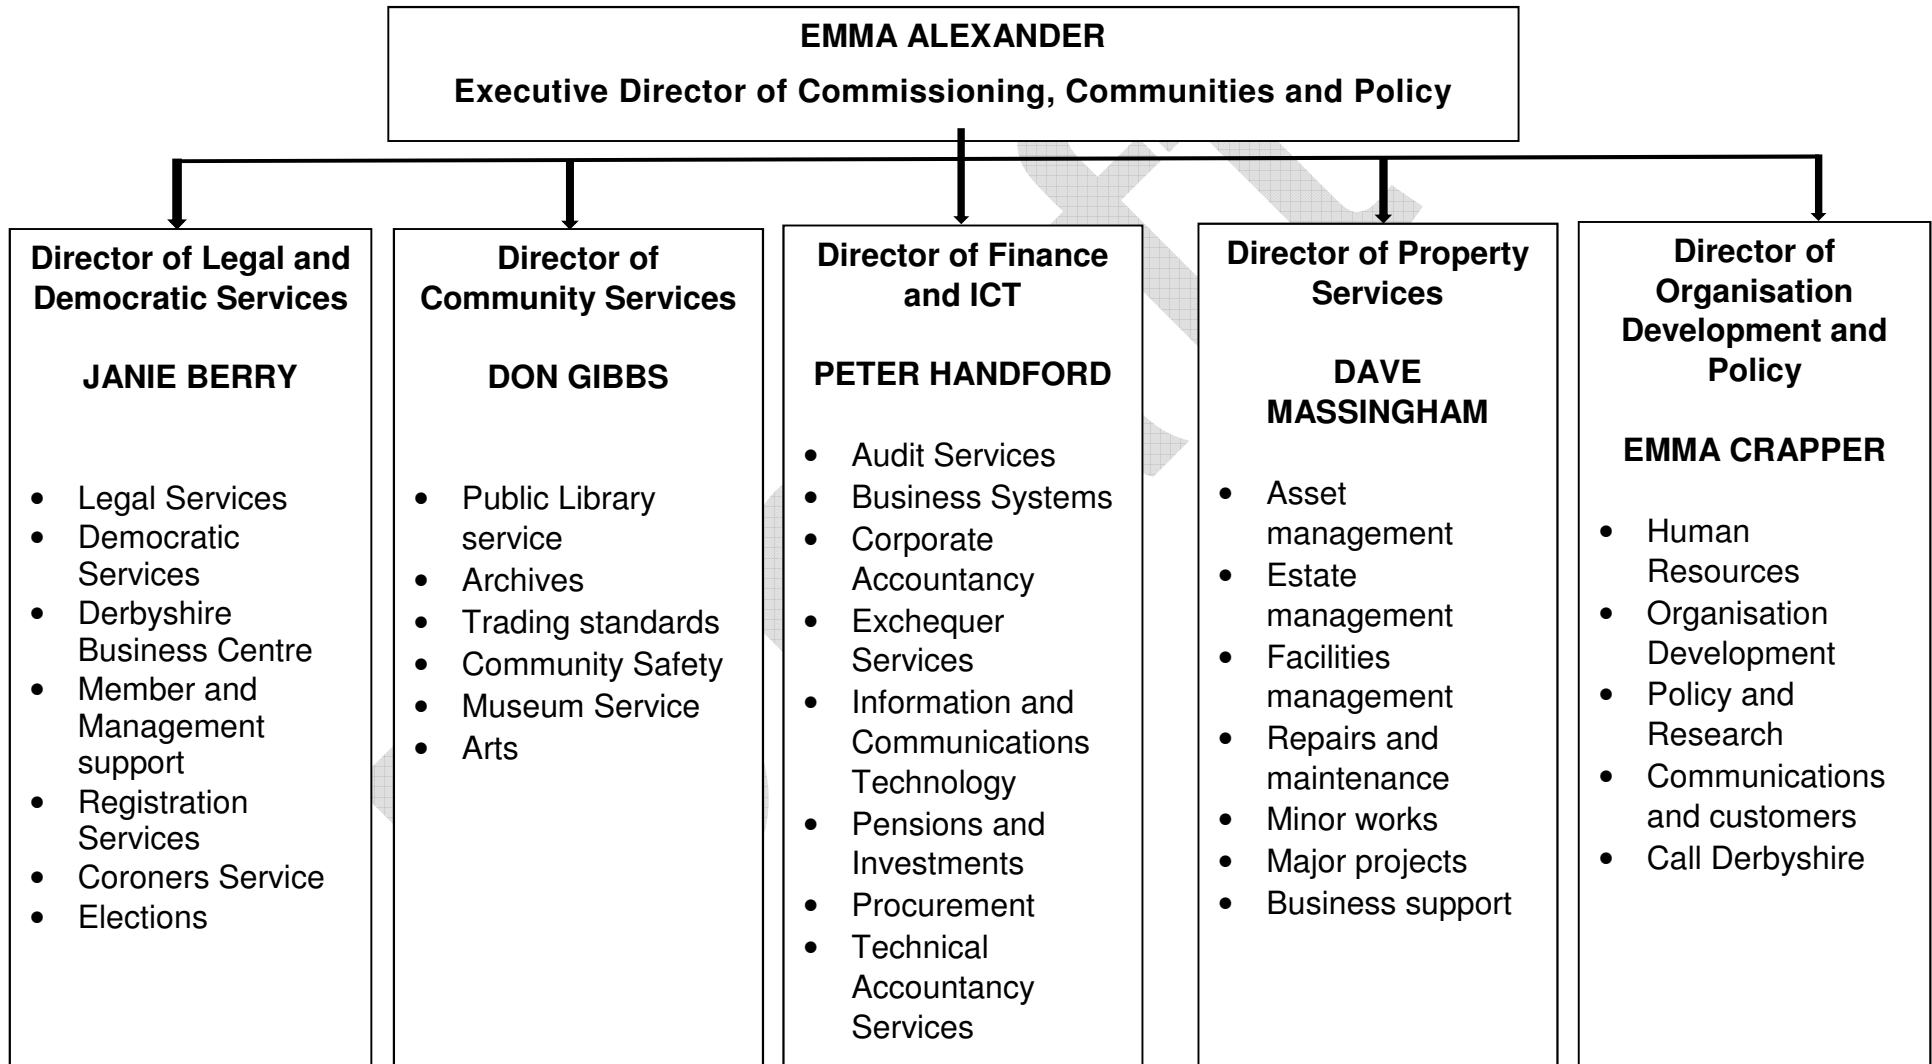 EMMA ALEXANDER
Executive Director of Commissioning, Communities and Policy
Director of Legal and
Democratic Services
JANIE BERRY
• Legal Services
• Democratic
Services
• Derbyshire
Business Centre
• Member and
Management
support
• Registration
Services
• Coroners Service
• Elections
Director of
Community Services
DON GIBBS
• Public Library
service
• Archives
• Trading standards
• Community Safety
• Museum Service
• Arts
Director of Finance
and ICT
PETER HANDFORD
• Audit Services
• Business Systems
• Corporate
Accountancy
• Exchequer
Services
• Information and
Communications
Technology
• Pensions and
Investments
• Procurement
• Technical
Accountancy
Services
Director of Property
Services
DAVE
MASSINGHAM
• Asset
management
• Estate
management
• Facilities
management
• Repairs and
maintenance
• Minor works
• Major projects
• Business support
Director of
Organisation
Development and
Policy
EMMA CRAPPER
• Human
Resources
• Organisation
Development
• Policy and
Research
• Communications
and customers
• Call Derbyshire